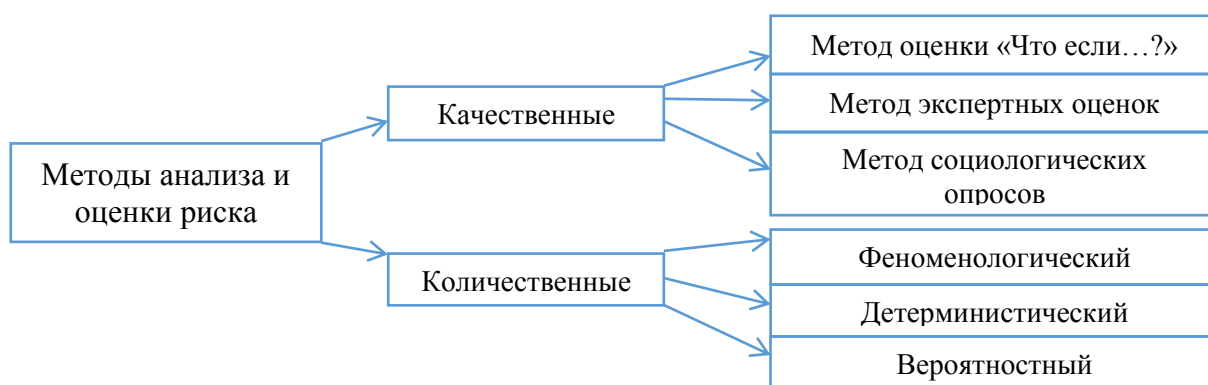 Методы анализа и
оценки риска
Качественные
Метод оценки «Что если…?»
Метод экспертных оценок
Метод социологических
опросов
Количественные
Феноменологический
Детерминистический
Вероятностный